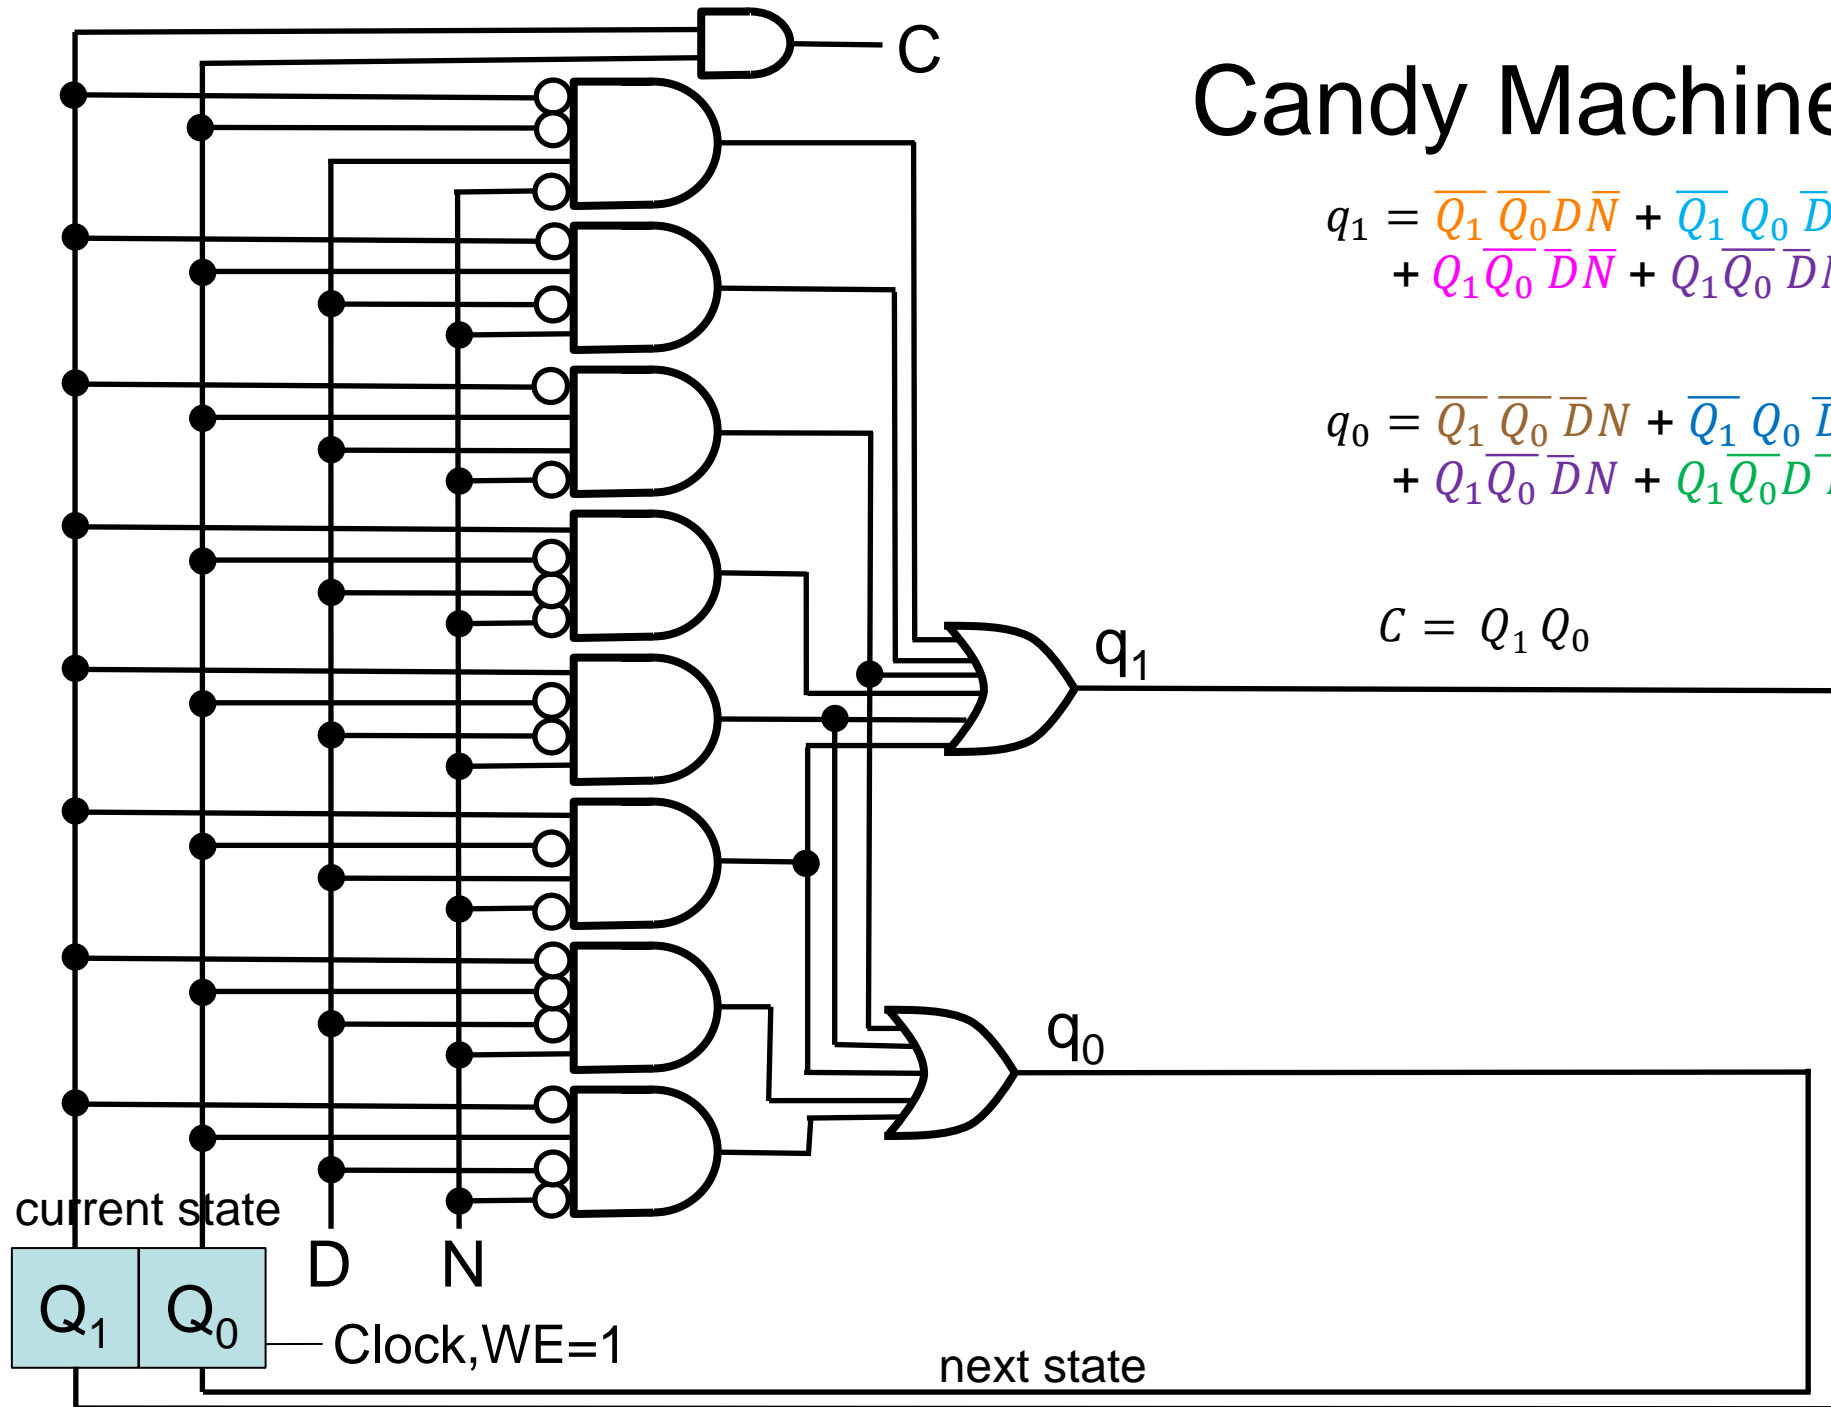 C
Candy Machine
q₁ = Q̅₁ Q̅₀ D N̅ + Q̅₁ Q₀ D̅
+ Q₁ Q̅₀ D̅ N̅ + Q₁ Q̅₀ D̅ N
q₀ = Q̅₁ Q̅₀ D̅ N + Q̅₁ Q₀ D̅
+ Q₁ Q̅₀ D̅ N + Q₁ Q̅₀ D
C = Q₁ Q₀
q₁
q₀
current state
D N
Q₁ Q₀
Clock,WE=1
next state